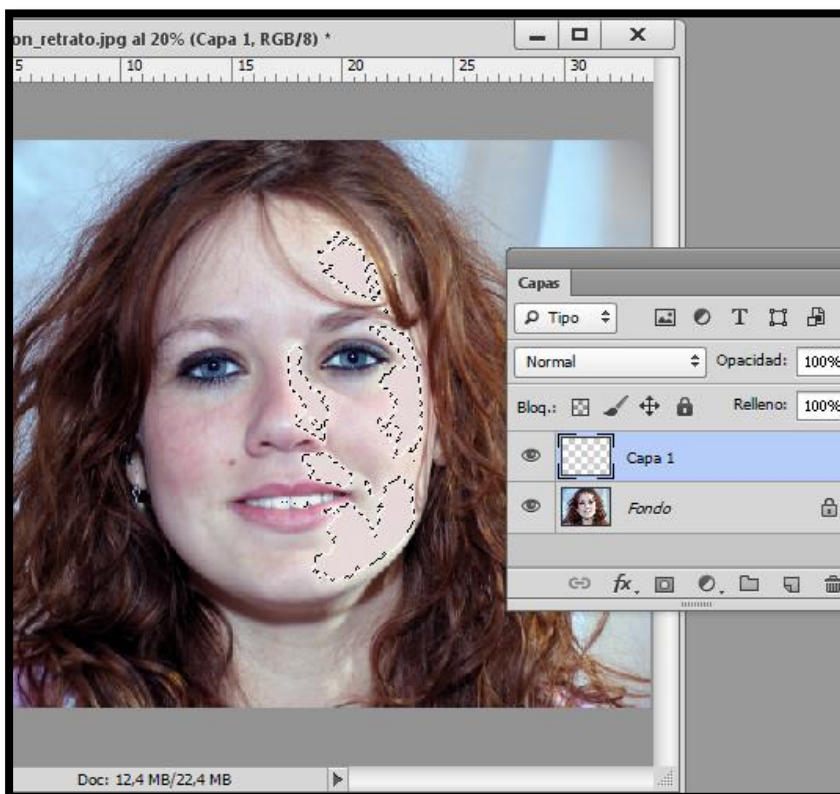 on_retrato.jpg al 20% (Capa 1, RGB/8) *
5 10 15 20 25 30
Capas
Tipo
Normal Opacidad: 100%
Bloq.: Relleno: 100%
Capa 1
Fondo
fx
Doc: 12,4 MB/22,4 MB